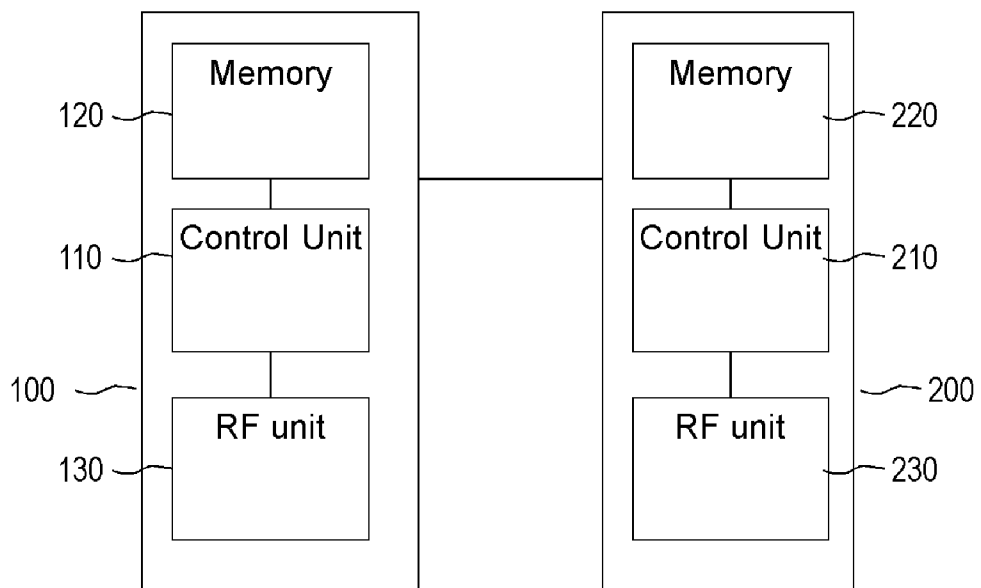 Memory
Memory
120
220
Control Unit
Control Unit
110
210
100
200
RF unit
RF unit
130
230